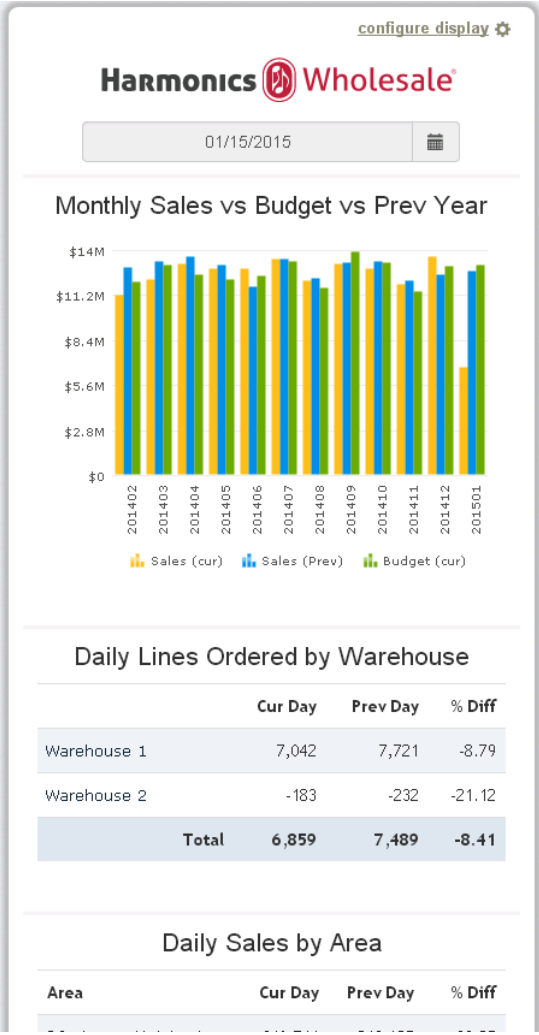 configure display
Harmonics Wholesale
01/15/2015
Monthly Sales vs Budget vs Prev Year
$14M
$11.2M
$8.4M
$5.6M
$2.8M
$0
201402 201403 201404 201405 201406 201407 201408 201409 201410 201411 201412 201501
Sales (cur) Sales (Prev) Budget (cur)
Daily Lines Ordered by Warehouse
Cur Day Prev Day % Diff
Warehouse 1 7,042 7,721 -8.79
Warehouse 2 -183 -232 -21.12
Total 6,859 7,489 -8.41
Daily Sales by Area
Area Cur Day Prev Day % Diff